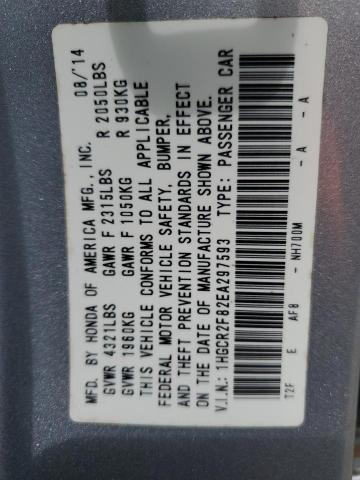 MFD. BY HONDA OF AMERICA MFG., INC. 08/'14
GVWR 4321LBS GAWR F 2315LBS R 2050LBS
GVWR 1960KG GAWR F 1050KG R 930KG
THIS VEHICLE CONFORMS TO ALL APPLICABLE
FEDERAL MOTOR VEHICLE SAFETY, BUMPER,
AND THEFT PREVENTION STANDARDS IN EFFECT
ON THE DATE OF MANUFACTURE SHOWN ABOVE.
V.I.N.: 1HGCR2F82EA297593 TYPE: PASSENGER CAR
T2F E AF8 - NH700M - A - A